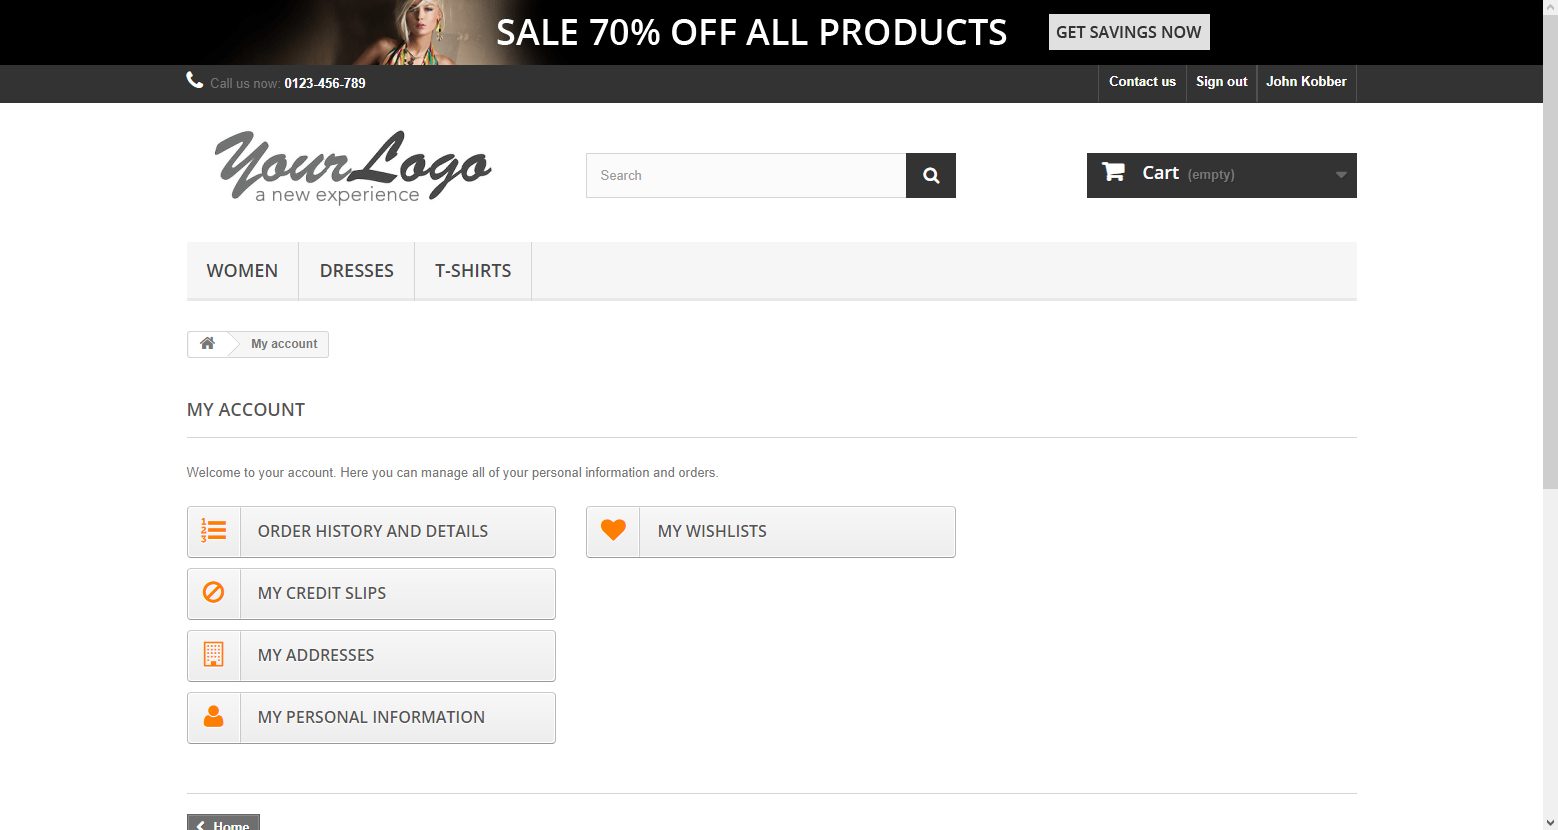 SALE 70% OFF ALL PRODUCTS GET SAVINGS NOW
Call us now: 0123-456-789 Contact us Sign out John Kobber
YourLogo
a new experience
Search
Cart (empty)
WOMEN DRESSES T-SHIRTS
My account
MY ACCOUNT
Welcome to your account. Here you can manage all of your personal information and orders.
1
2
3
ORDER HISTORY AND DETAILS
MY WISHLISTS
MY CREDIT SLIPS
MY ADDRESSES
MY PERSONAL INFORMATION
Home